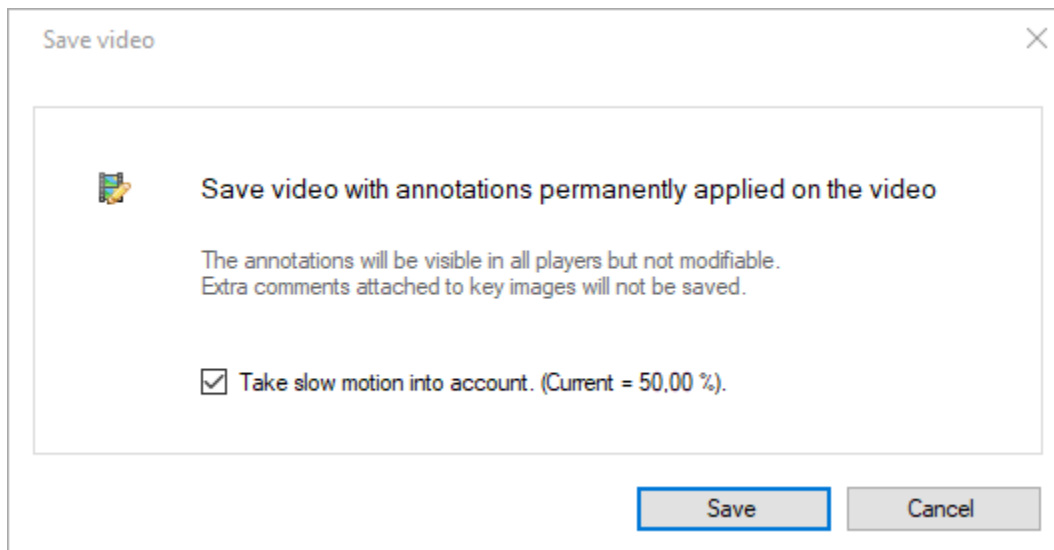 Save video
Save video with annotations permanently applied on the video
The annotations will be visible in all players but not modifiable.
Extra comments attached to key images will not be saved.
Take slow motion into account. (Current = 50,00 %).
Save
Cancel